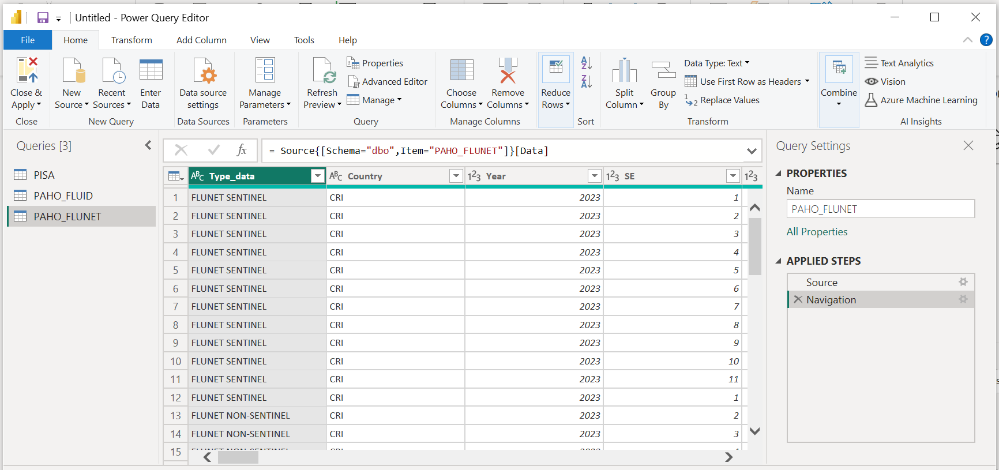 Untitled - Power Query Editor
File Home Transform Add Column View Tools Help
Close & Apply
New Source
Recent Sources
Enter Data
Data source settings
Manage Parameters
Refresh Preview
Properties
Advanced Editor
Manage
Choose Columns
Remove Columns
Reduce Rows
Split Column
Group By
Data Type: Text
Use First Row as Headers
Replace Values
Combine
Text Analytics
Vision
Azure Machine Learning
Close New Query Data Sources Parameters Query Manage Columns Sort Transform AI Insights
Queries [3]
PISA
PAHO_FLUID
PAHO_FLUNET
fx = Source{[Schema="dbo",Item="PAHO_FLUNET"]}[Data]
ABC Type_data ABC Country 123 Year 123 SE 123
1 FLUNET SENTINEL CRI 2023 1
2 FLUNET SENTINEL CRI 2023 2
3 FLUNET SENTINEL CRI 2023 3
4 FLUNET SENTINEL CRI 2023 4
5 FLUNET SENTINEL CRI 2023 5
6 FLUNET SENTINEL CRI 2023 6
7 FLUNET SENTINEL CRI 2023 7
8 FLUNET SENTINEL CRI 2023 8
9 FLUNET SENTINEL CRI 2023 9
10 FLUNET SENTINEL CRI 2023 10
11 FLUNET SENTINEL CRI 2023 11
12 FLUNET SENTINEL CRI 2023 1
13 FLUNET NON-SENTINEL CRI 2023 2
14 FLUNET NON-SENTINEL CRI 2023 3
15
Query Settings
PROPERTIES
Name
PAHO_FLUNET
All Properties
APPLIED STEPS
Source
Navigation